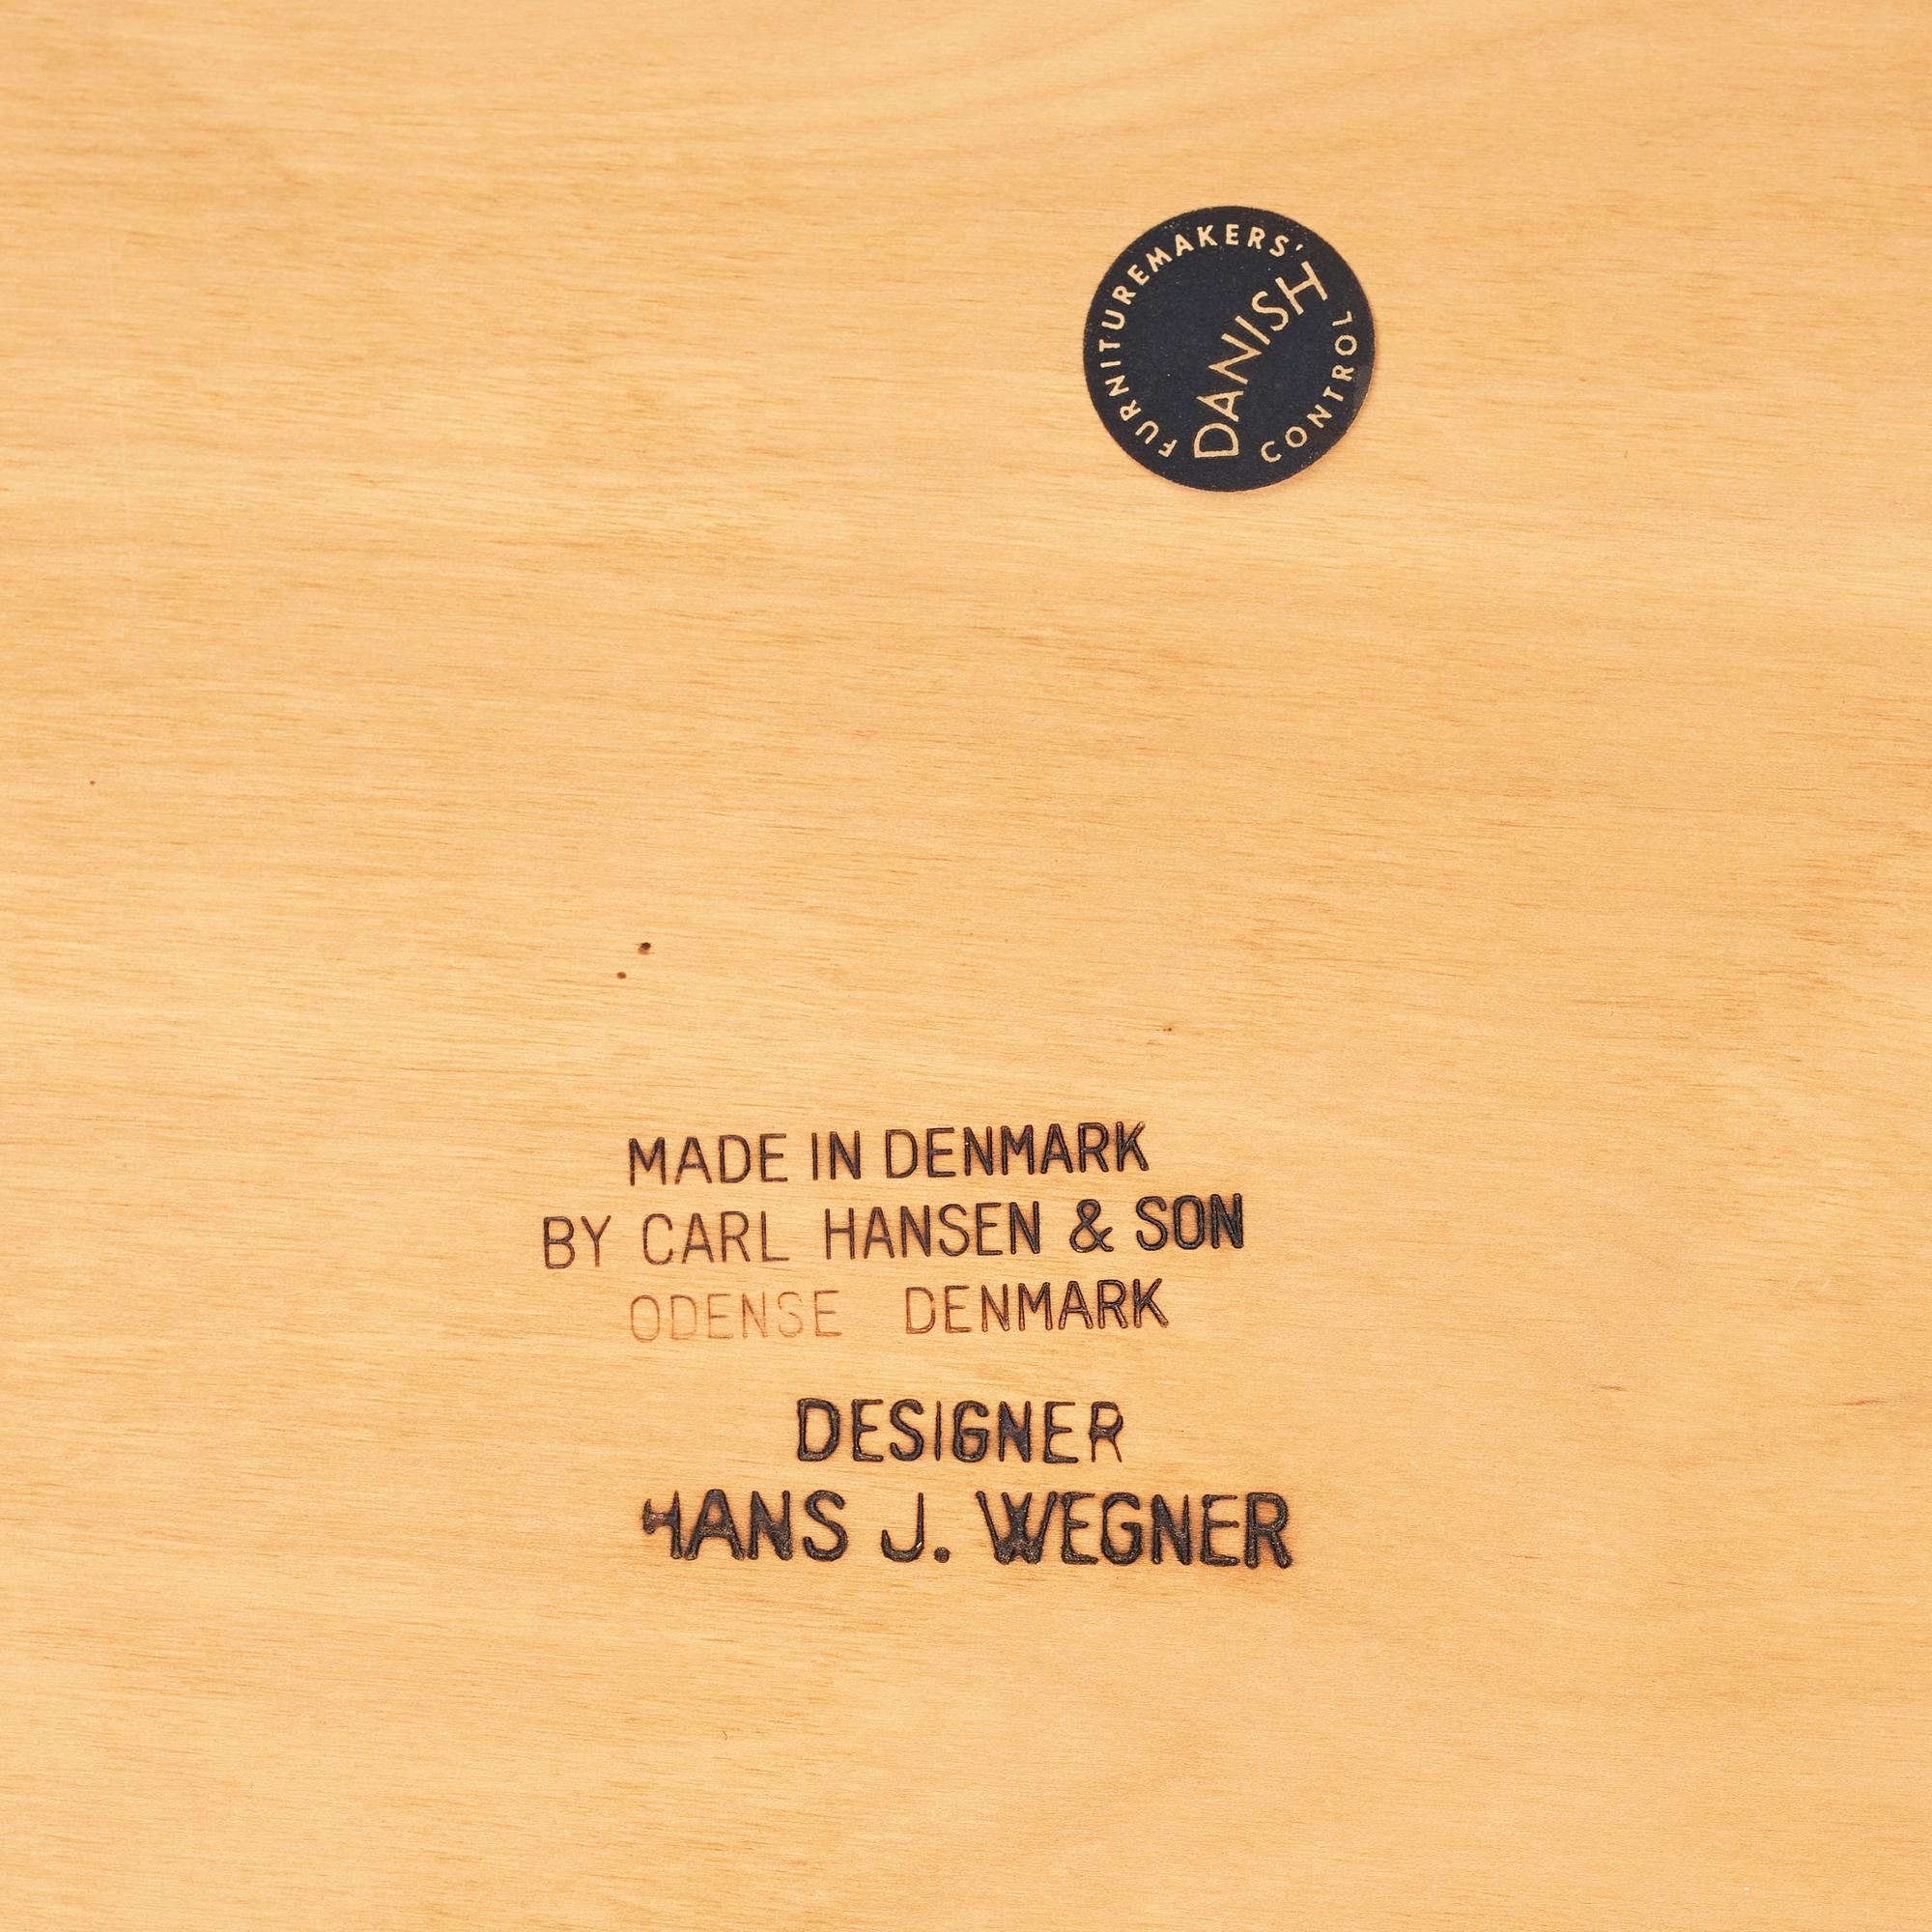 FURNITUREMAKERS'
DANISH
CONTROL
MADE IN DENMARK
BY CARL HANSEN & SON
ODENSE DENMARK
DESIGNER
HANS J. WEGNER